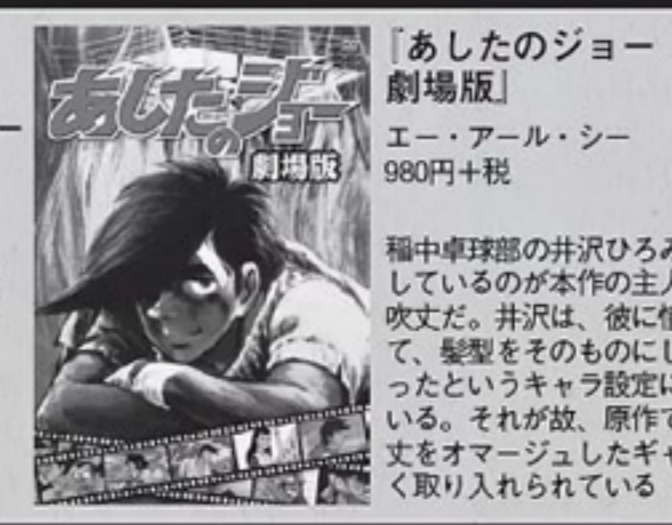 あしたのジョー
劇場版
『あしたのジョー
劇場版』
エー・アール・シー
980円＋税
稲中卓球部の井沢ひろみ
しているのが本作の主人
吹丈だ。井沢は、彼に憧
て、髪型をそのものにし
ったというキャラ設定に
いる。それが故、原作で
丈をオマージュしたギャ
く取り入れられている